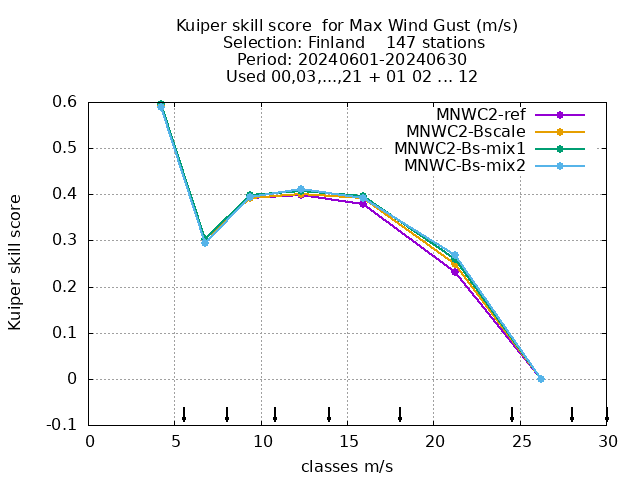 Kuiper skill score  for Max Wind Gust (m/s)
Selection: Finland    147 stations
Period: 20240601-20240630
Used 00,03,...,21 + 01 02 ... 12
MNWC2-ref
MNWC2-Bscale
MNWC2-Bs-mix1
MNWC-Bs-mix2
Kuiper skill score
0.6
0.5
0.4
0.3
0.2
0.1
0
-0.1
0 5 10 15 20 25 30
classes m/s